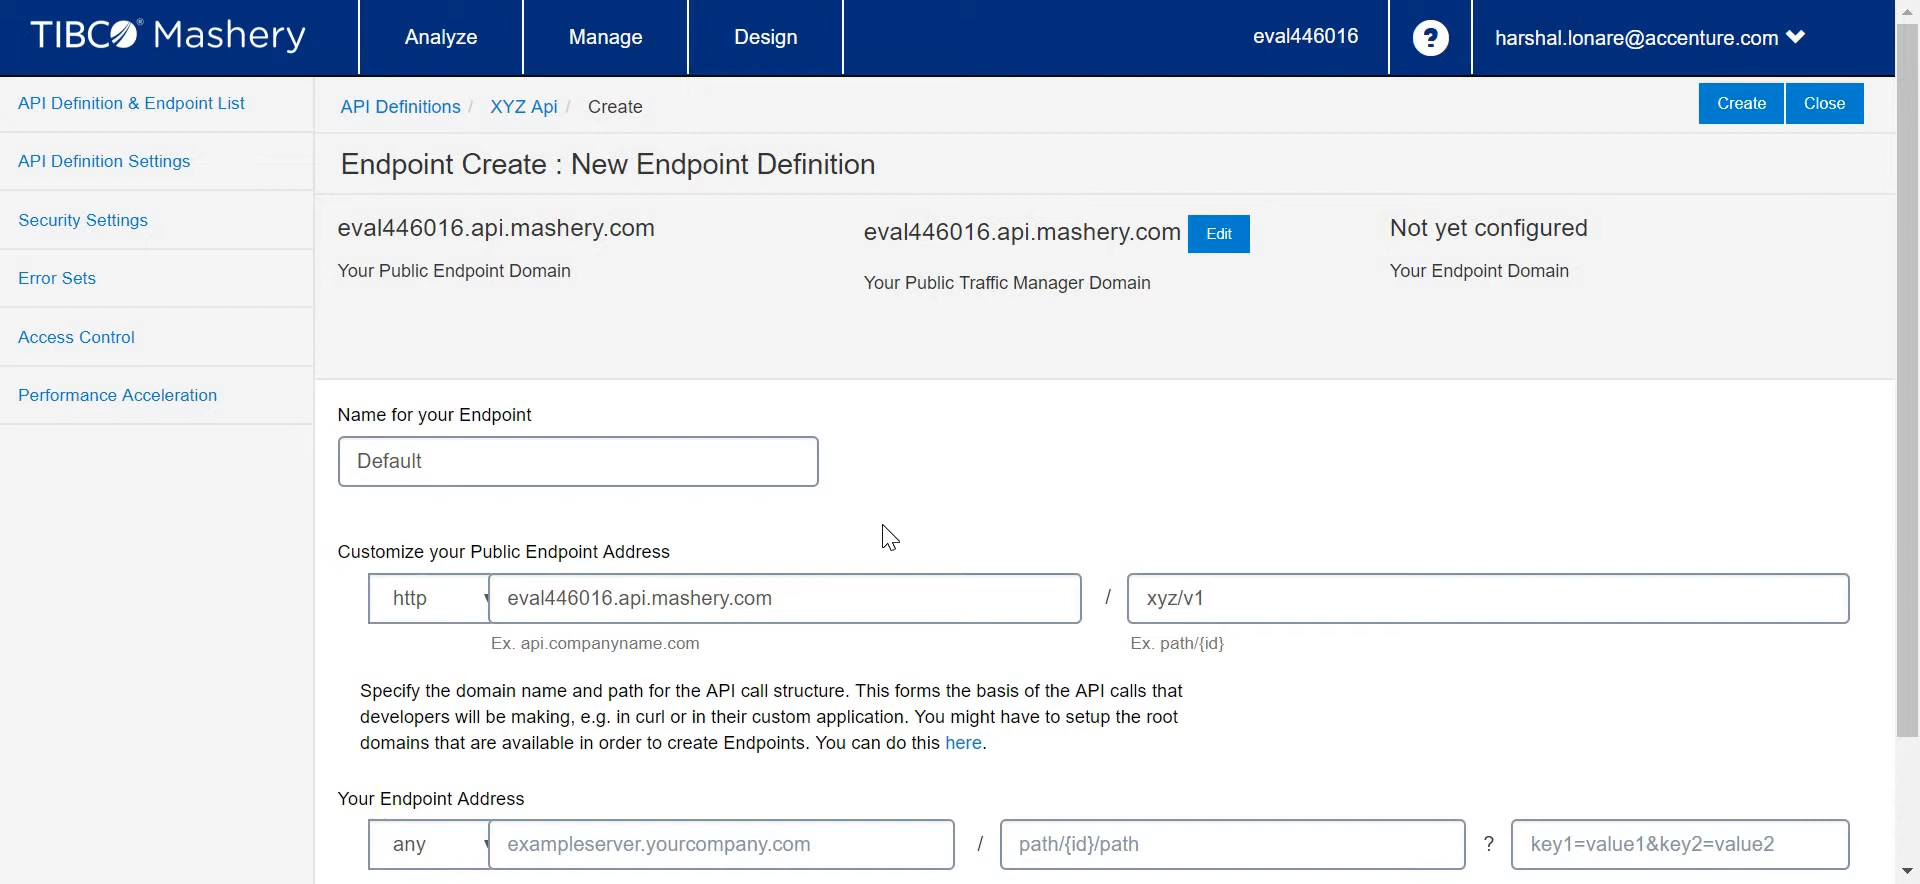 TIBCO® Mashery
Analyze
Manage
Design
eval446016
?
harshal.lonare@accenture.com
API Definition & Endpoint List
API Definition Settings
Security Settings
Error Sets
Access Control
Performance Acceleration
API Definitions / XYZ Api / Create
Create
Close
Endpoint Create : New Endpoint Definition
eval446016.api.mashery.com
Your Public Endpoint Domain
eval446016.api.mashery.com
Edit
Your Public Traffic Manager Domain
Not yet configured
Your Endpoint Domain
Name for your Endpoint
Default
Customize your Public Endpoint Address
http
eval446016.api.mashery.com
/
xyz/v1
Ex. api.companyname.com
Ex. path/{id}
Specify the domain name and path for the API call structure. This forms the basis of the API calls that
developers will be making, e.g. in curl or in their custom application. You might have to setup the root
domains that are available in order to create Endpoints. You can do this here.
Your Endpoint Address
any
exampleserver.yourcompany.com
/
path/{id}/path
?
key1=value1&key2=value2